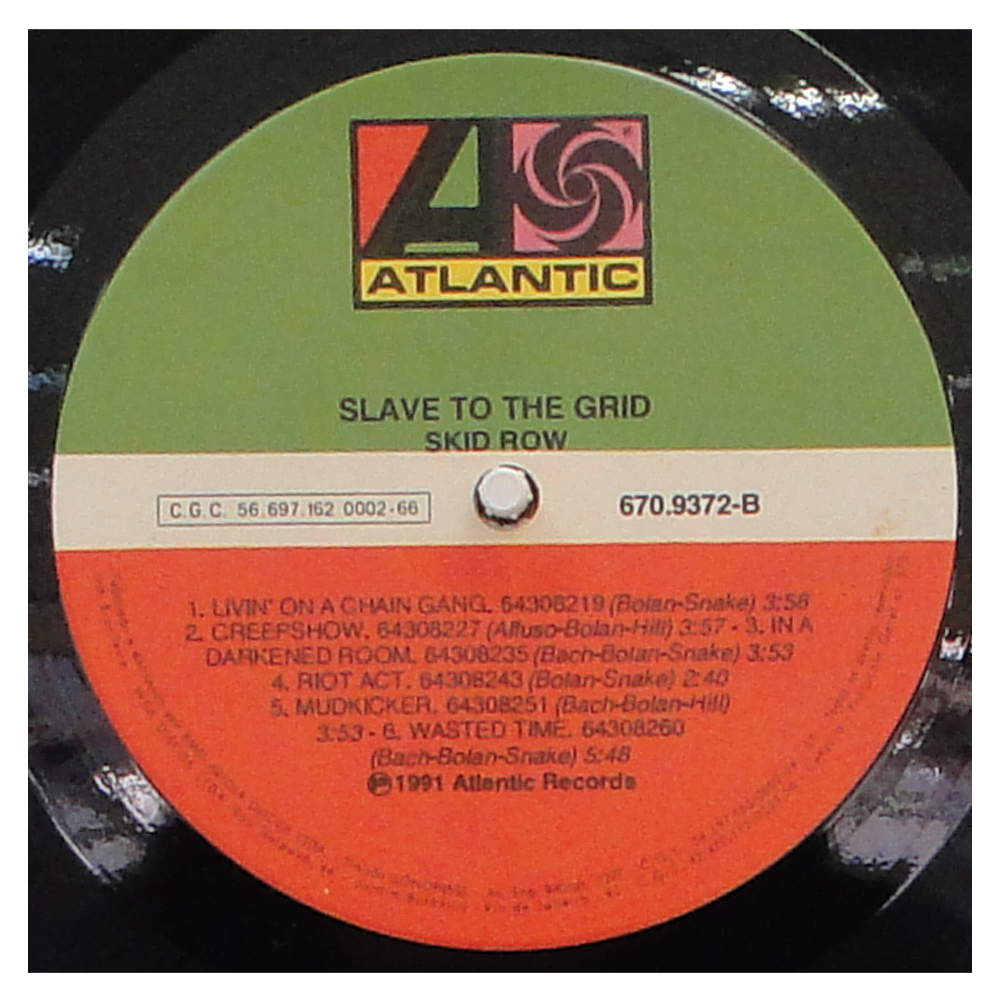 ATLANTIC
SLAVE TO THE GRID
SKID ROW
C.G.C. 56.697.162 0002-66
670.9372-B
1. LIVIN' ON A CHAIN GANG. 64308219 (Bolan-Snake) 3:58
2. CREEPSHOW. 64308227 (Affuso-Bolan-Hill) 3:57 - 3. IN A
DARKENED ROOM. 64308235 (Bach-Bolan-Snake) 3:53
4. RIOT ACT. 64308243 (Bolan-Snake) 2:40
5. MUDKICKER. 64308251 (Bach-Bolan-Hill)
3:53 - 6. WASTED TIME. 64308260
(Bach-Bolan-Snake) 5:48
℗1991 Atlantic Records